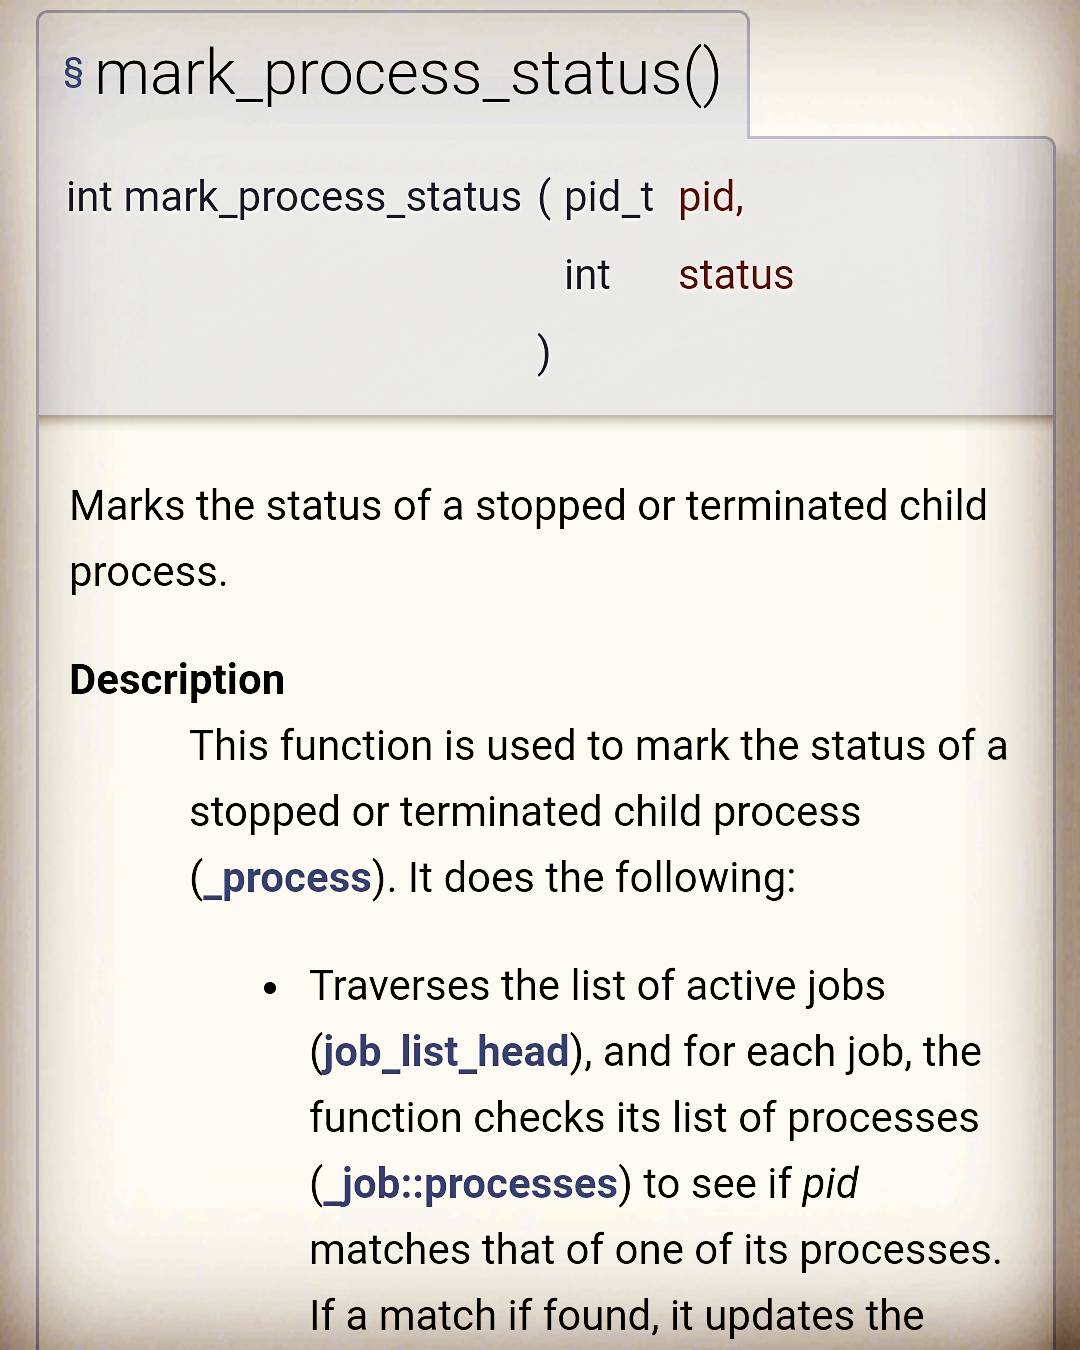 § mark_process_status()
int mark_process_status ( pid_t pid,
int status
)
Marks the status of a stopped or terminated child
process.
Description
This function is used to mark the status of a
stopped or terminated child process
(_process). It does the following:
• Traverses the list of active jobs
(job_list_head), and for each job, the
function checks its list of processes
(_job::processes) to see if pid
matches that of one of its processes.
If a match if found, it updates the